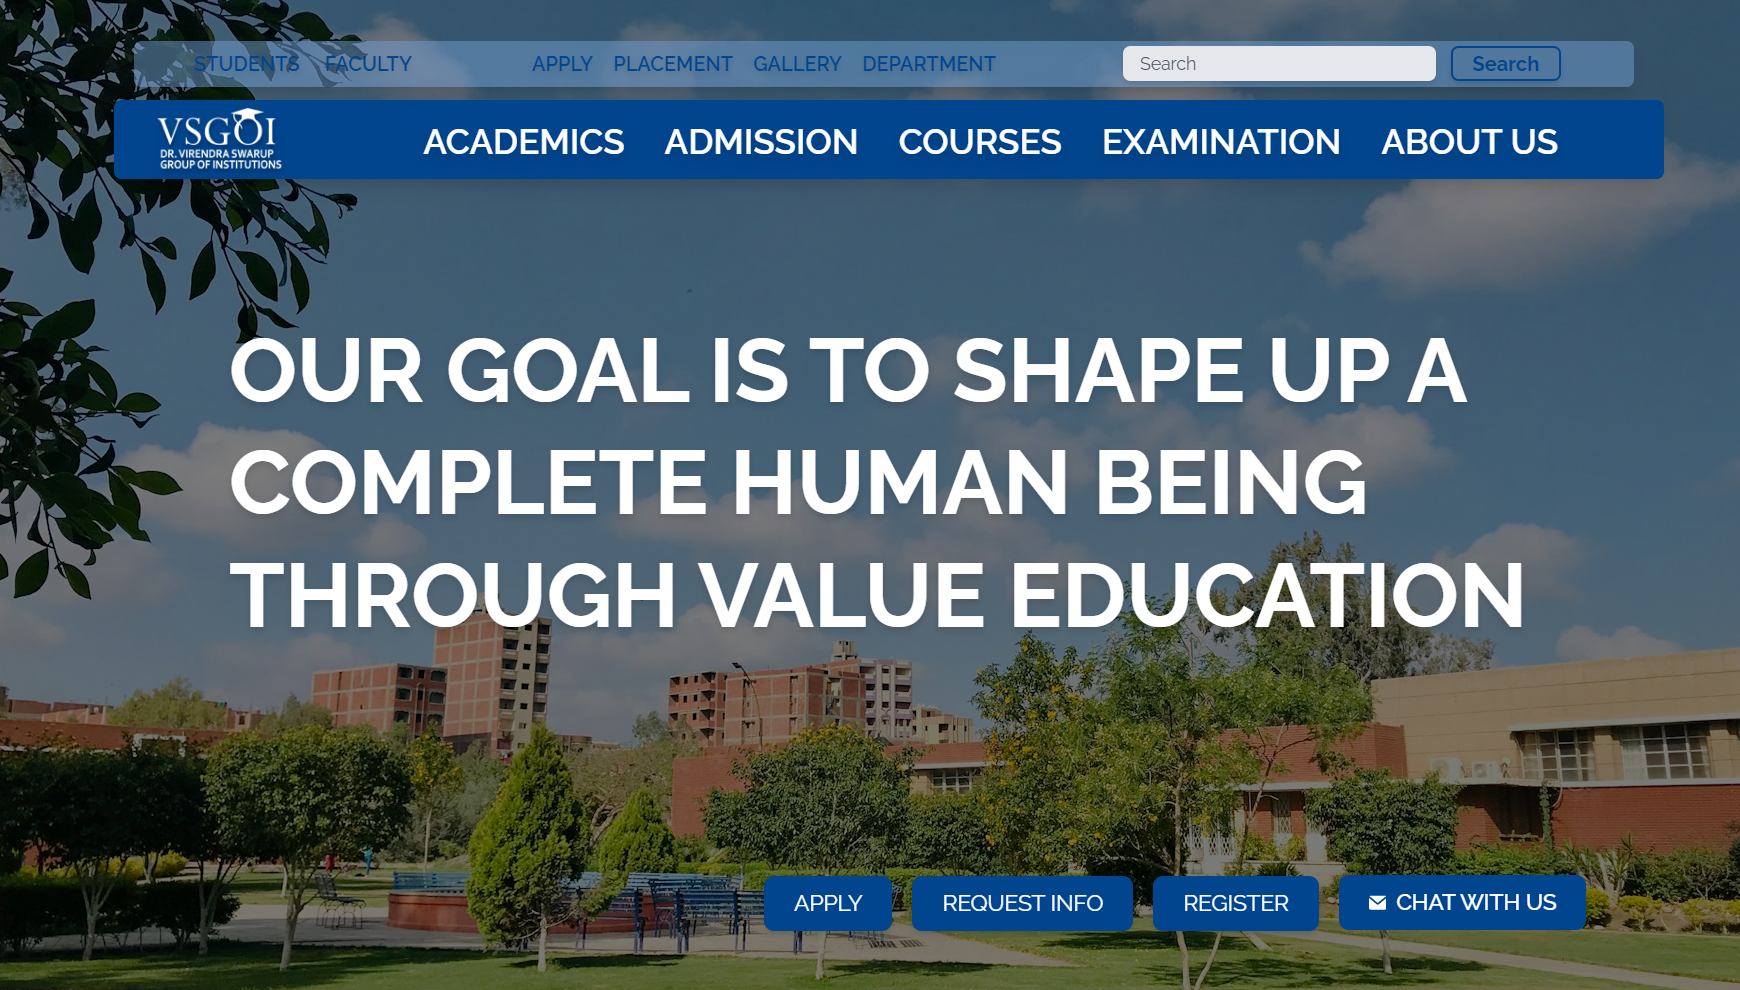 STUDENTS FACULTY APPLY PLACEMENT GALLERY DEPARTMENT Search Search
VSGOI
DR. VIRENDRA SWARUP
GROUP OF INSTITUTIONS
ACADEMICS ADMISSION COURSES EXAMINATION ABOUT US
OUR GOAL IS TO SHAPE UP A
COMPLETE HUMAN BEING
THROUGH VALUE EDUCATION
APPLY REQUEST INFO REGISTER CHAT WITH US